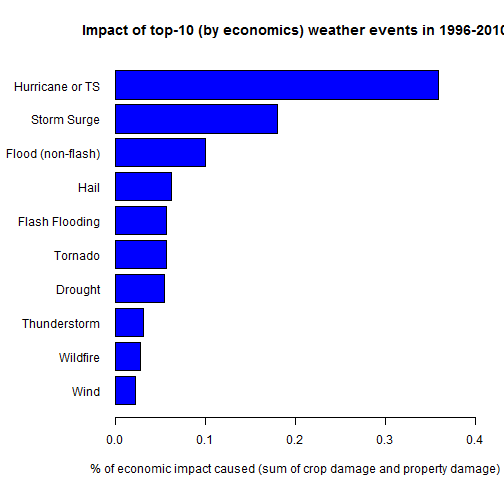 Impact of top-10 (by economics) weather events in 1996-2010
Hurricane or TS
Storm Surge
Flood (non-flash)
Hail
Flash Flooding
Tornado
Drought
Thunderstorm
Wildfire
Wind
0.0 0.1 0.2 0.3 0.4
% of economic impact caused (sum of crop damage and property damage)